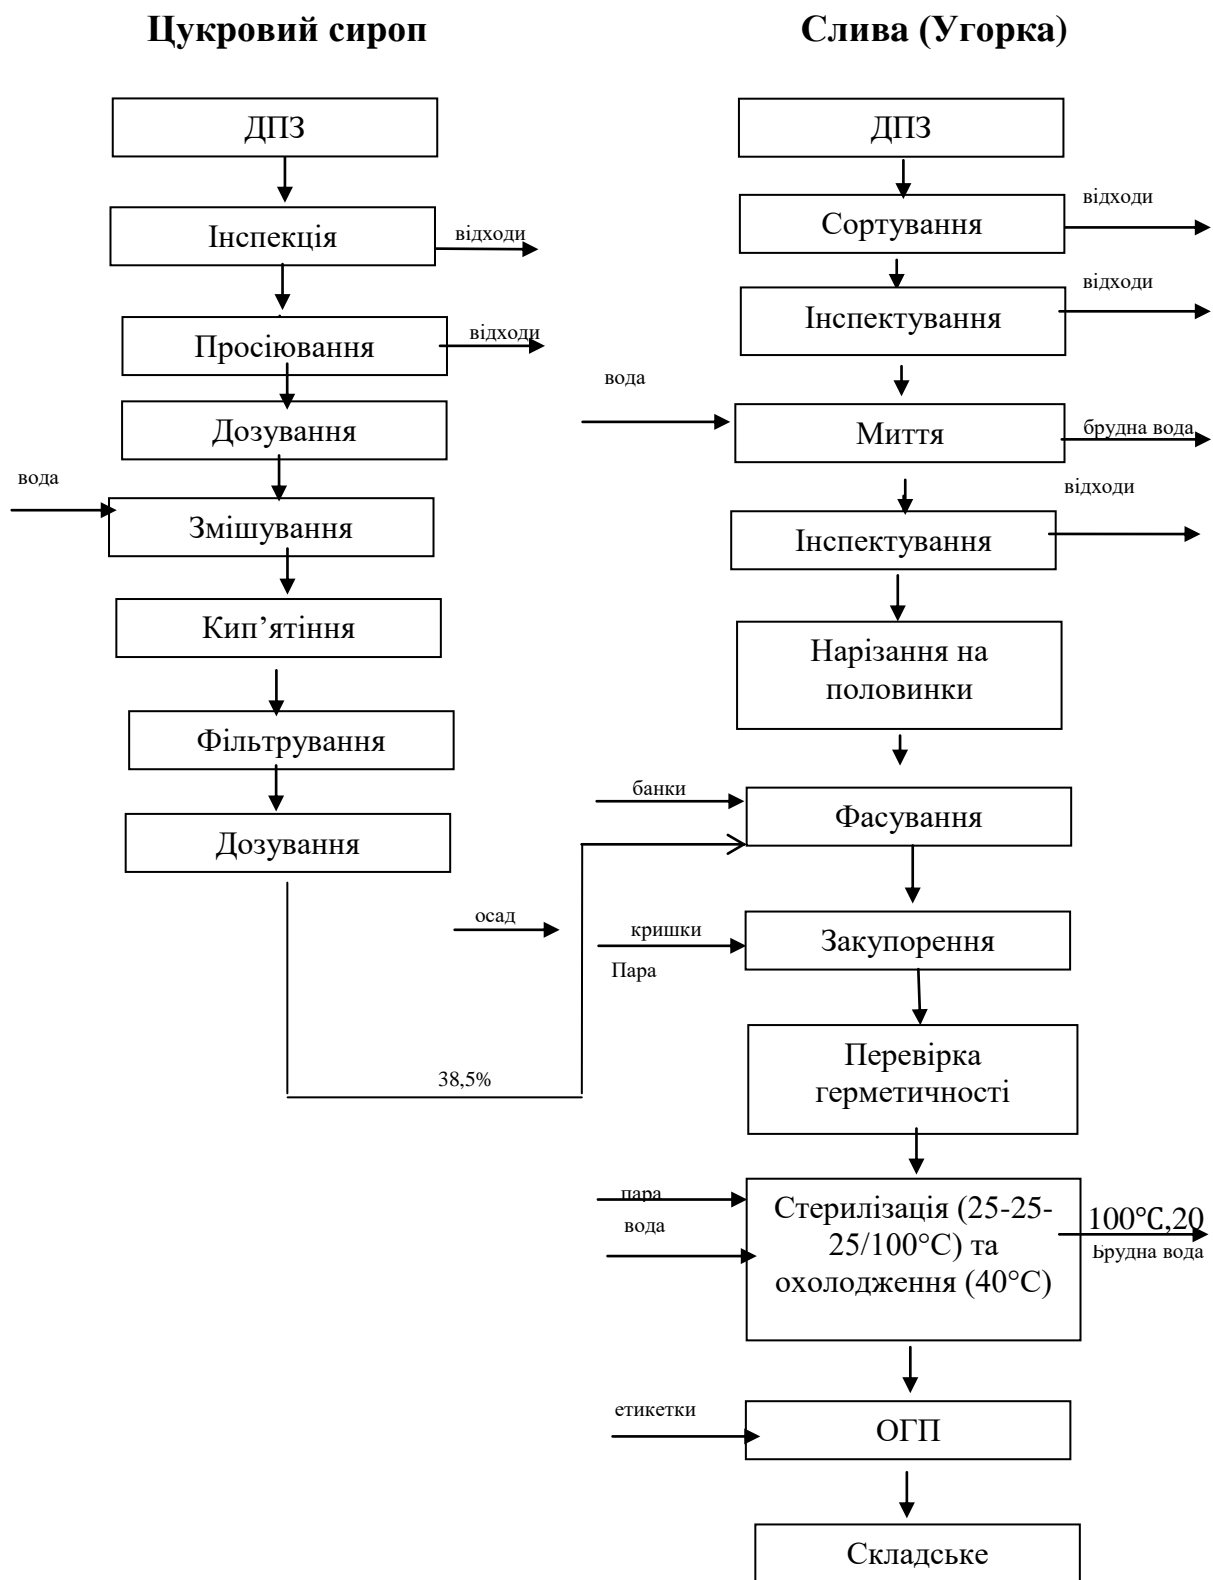 Цукровий сироп
Слива (Угорка)
ДПЗ
Інспекція
відходи
Просіювання
відходи
Дозування
вода
Змішування
Кип’ятіння
Фільтрування
Дозування
осад
38,5%
ДПЗ
Сортування
відходи
Інспектування
відходи
вода
Миття
брудна вода
Інспектування
відходи
Нарізання на
половинки
банки
Фасування
кришки
Пара
Закупорення
Перевірка
герметичності
пара
вода
Стерилізація (25-25-
25/100°С) та
охолодження (40°С)
100°С,20
Брудна вода
етикетки
ОГП
Складське